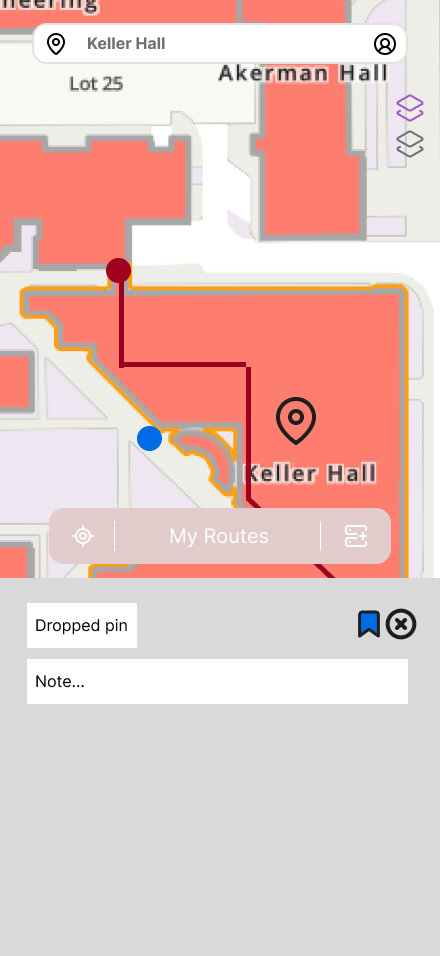 neering
Keller Hall
Akerman Hall
Lot 25
Keller Hall
My Routes
Dropped pin
Note...